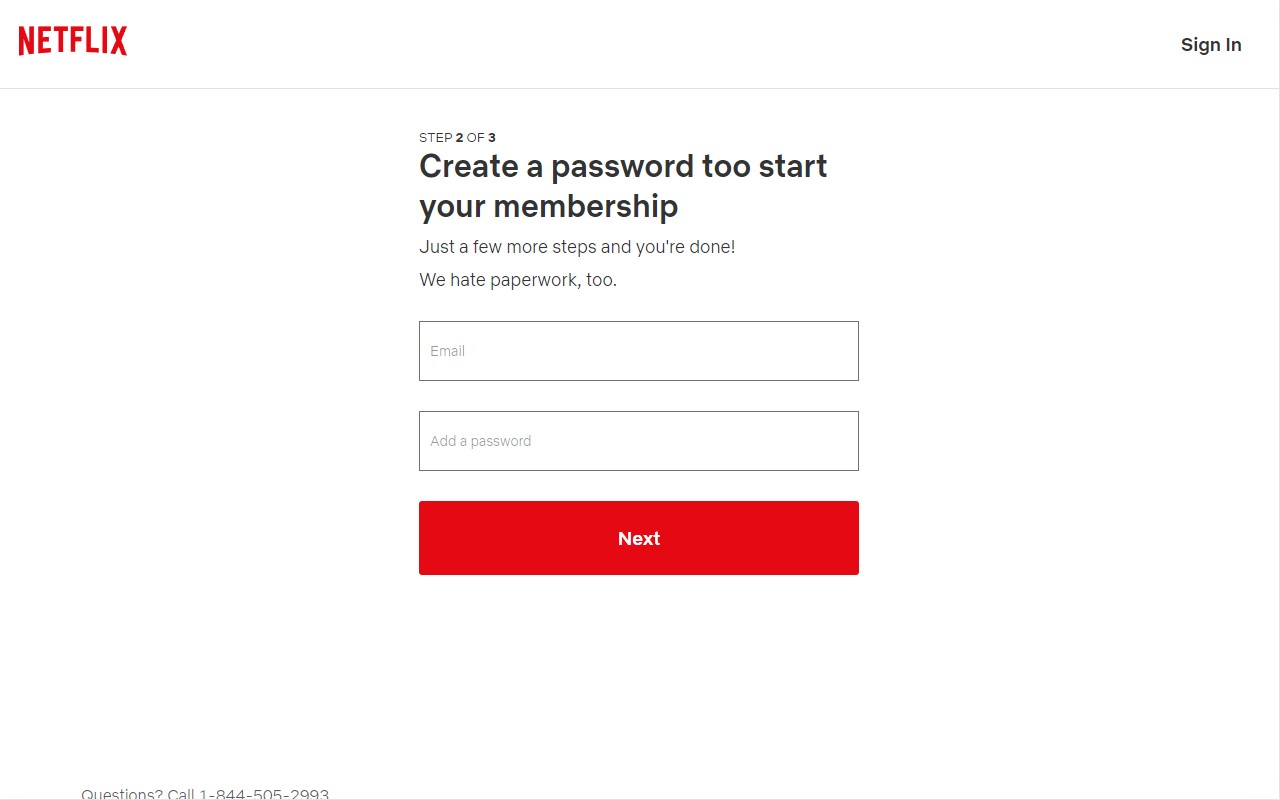 NETFLIX
Sign In
STEP 2 OF 3
Create a password too start
your membership
Just a few more steps and you're done!
We hate paperwork, too.
Email
Add a password
Next
Questions? Call 1-844-505-2993